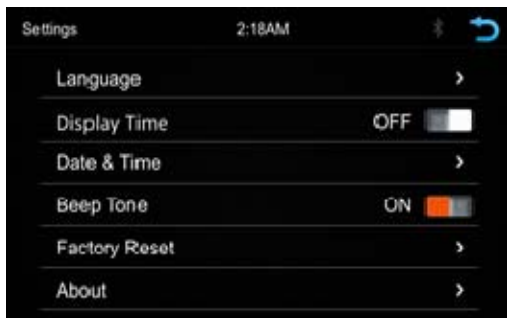 Settings 2:18AM
Language
Display Time OFF
Date & Time
Beep Tone ON
Factory Reset
About